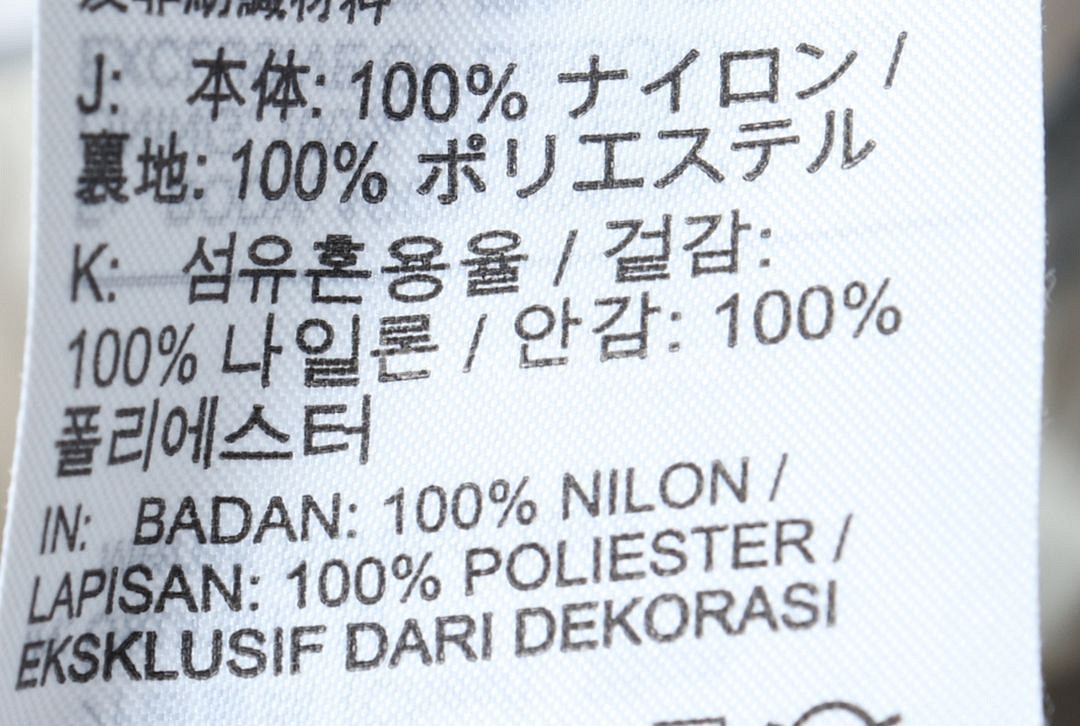 J: 本体: 100% ナイロン /
裏地: 100% ポリエステル
K: 섬유혼용율 / 겉감:
100% 나일론 / 안감: 100%
폴리에스터
IN: BADAN: 100% NILON /
LAPISAN: 100% POLIESTER /
EKSKLUSIF DARI DEKORASI